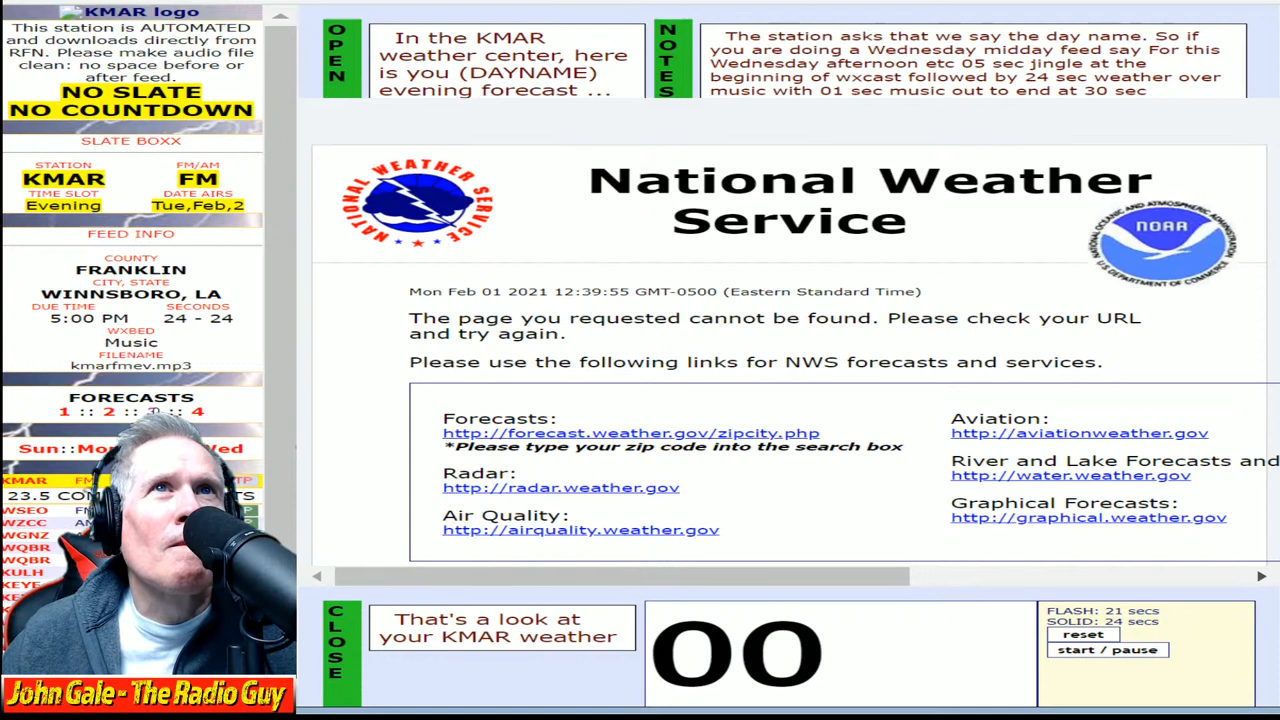 KMAR logo
This station is AUTOMATED
and downloads directly from
RFN. Please make audio file
clean: no space before or
after feed.
NO SLATE
NO COUNTDOWN
SLATE BOXX
STATION FM/AM
KMAR FM
TIME SLOT DATE AIRS
Evening Tue,Feb,2
FEED INFO
COUNTY
FRANKLIN
CITY, STATE
WINNSBORO, LA
DUE TIME SECONDS
5:00 PM 24 - 24
WXBED
Music
FILENAME
kmarfmev.mp3
FORECASTS
1 :: 2 :: 3 :: 4
Sun::Mo Wed
KMAR
23.5 CO
WSEO
WZCC
WGNZ
WQBR
WQBR
KULH
KEYE
John Gale - The Radio Guy
OPEN
In the KMAR
weather center, here
is you (DAYNAME)
evening forecast ...
NOTES
The station asks that we say the day name. So if
you are doing a Wednesday midday feed say For this
Wednesday afternoon etc 05 sec jingle at the
beginning of wxcast followed by 24 sec weather over
music with 01 sec music out to end at 30 sec
NATIONAL WEATHER SERVICE
National Weather
Service
NOAA
NATIONAL OCEANIC AND ATMOSPHERIC ADMINISTRATION
U.S. DEPARTMENT OF COMMERCE
Mon Feb 01 2021 12:39:55 GMT-0500 (Eastern Standard Time)
The page you requested cannot be found. Please check your URL
and try again.
Please use the following links for NWS forecasts and services.
Forecasts:
http://forecast.weather.gov/zipcity.php
*Please type your zip code into the search box
Radar:
http://radar.weather.gov
Air Quality:
http://airquality.weather.gov
Aviation:
http://aviationweather.gov
River and Lake Forecasts and
http://water.weather.gov
Graphical Forecasts:
http://graphical.weather.gov
CLOSE
That's a look at
your KMAR weather
00
FLASH: 21 secs
SOLID: 24 secs
reset
start / pause